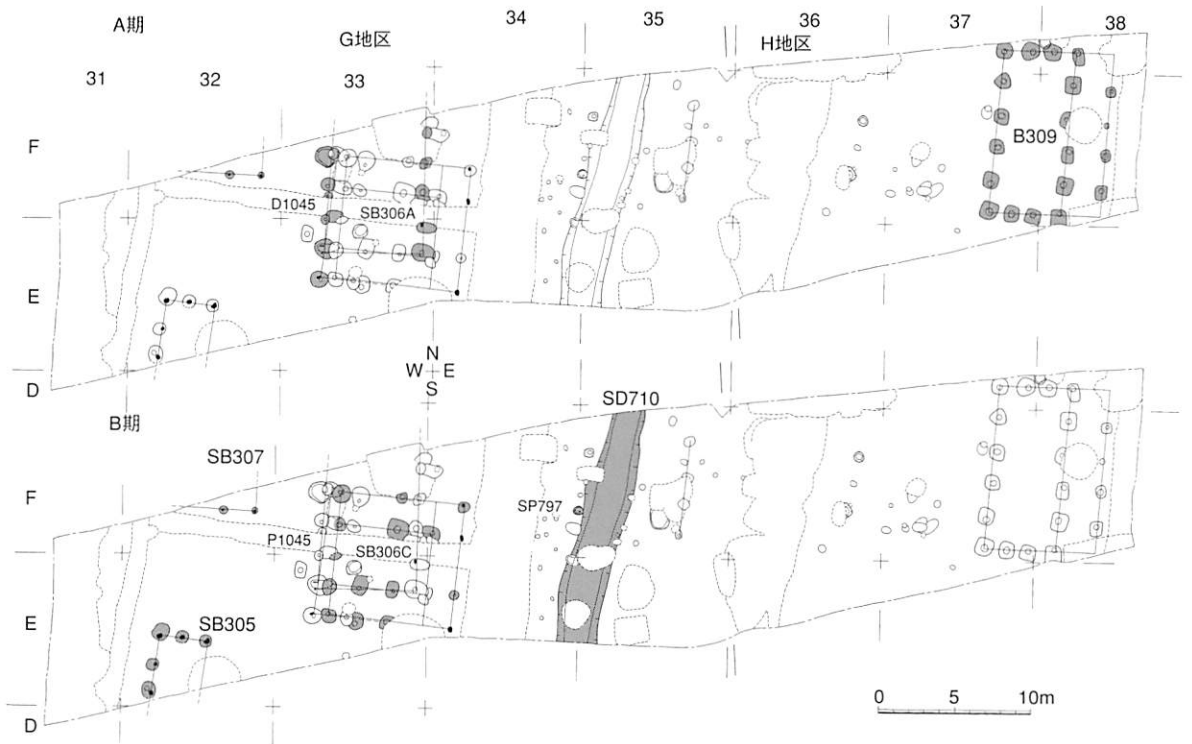 A期
G地区
34
35
36
37
38
H地区
31
32
33
F
D1045
SB306A
B309
E
N
W E
S
D
B期
SD710
SB307
F
SP797
P1045
SB306C
E
SB305
D
0 5 10m